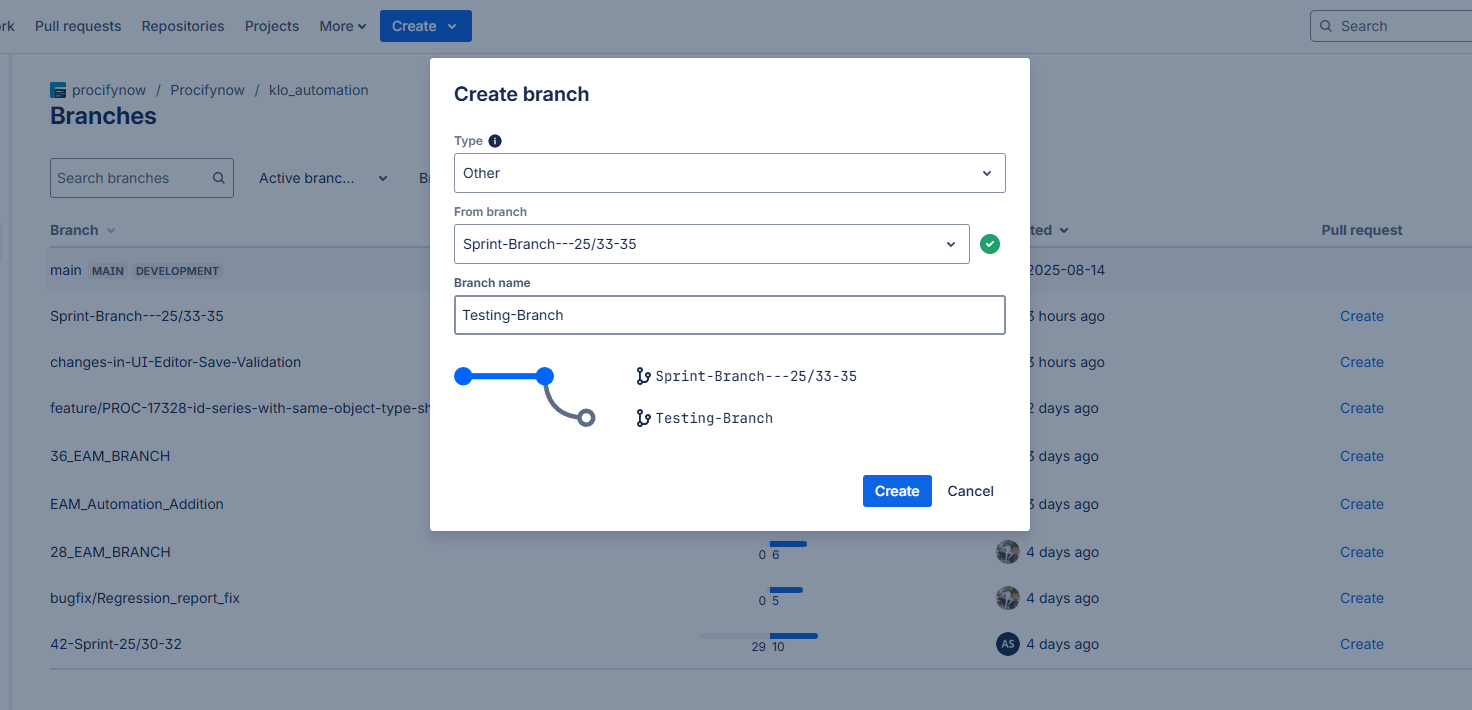 rk Pull requests Repositories Projects More Create Search
procifynow / Procifynow / klo_automation
Branches
Search branches Active branc... B
Branch ted Pull request
main MAIN DEVELOPMENT 2025-08-14
Sprint-Branch---25/33-35 3 hours ago Create
changes-in-UI-Editor-Save-Validation 3 hours ago Create
feature/PROC-17328-id-series-with-same-object-type-sh 2 days ago Create
36_EAM_BRANCH 3 days ago Create
EAM_Automation_Addition 3 days ago Create
28_EAM_BRANCH 0 6 4 days ago Create
bugfix/Regression_report_fix 0 5 4 days ago Create
42-Sprint-25/30-32 29 10 AS 4 days ago Create
Create branch
Type
Other
From branch
Sprint-Branch---25/33-35
Branch name
Testing-Branch
Sprint-Branch---25/33-35
Testing-Branch
Create Cancel